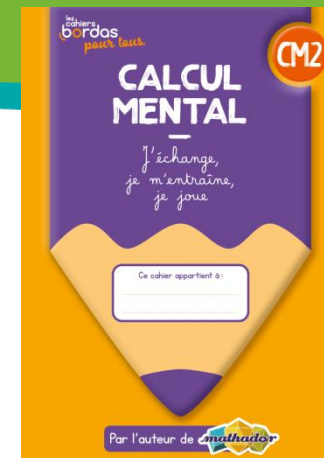 les
cahiers
bordas
pour tous
CM2
CALCUL
MENTAL
J'échange,
je m'entraîne,
je joue
Ce cahier appartient à :
Par l'auteur de mathador